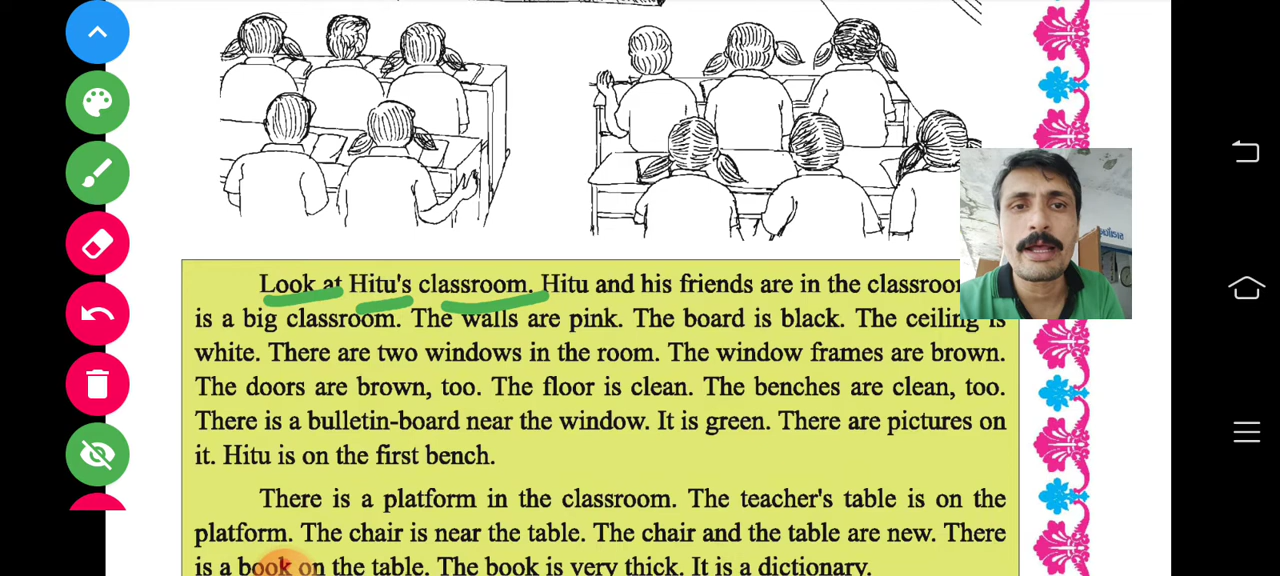 Look at Hitu's classroom. Hitu and his friends are in the classroom
is a big classroom. The walls are pink. The board is black. The ceiling is
white. There are two windows in the room. The window frames are brown.
The doors are brown, too. The floor is clean. The benches are clean, too.
There is a bulletin-board near the window. It is green. There are pictures on
it. Hitu is on the first bench.
There is a platform in the classroom. The teacher's table is on the
platform. The chair is near the table. The chair and the table are new. There
is a book on the table. The book is very thick. It is a dictionary.